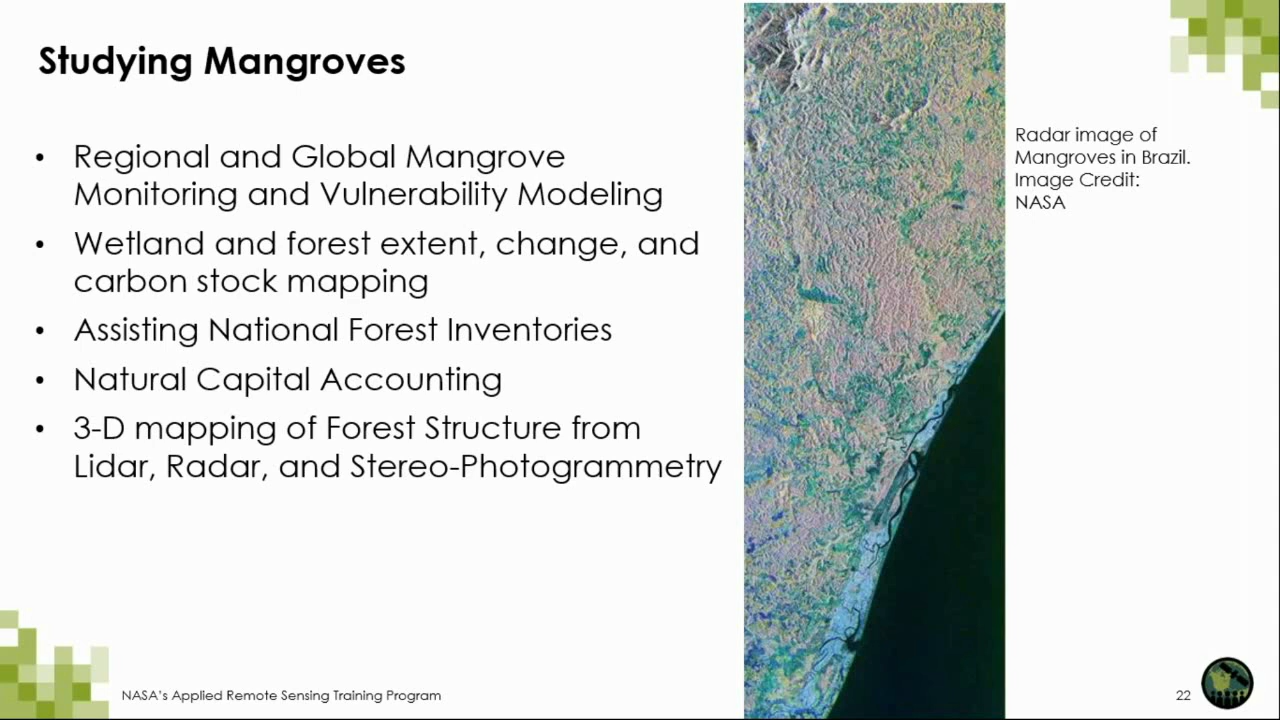 Studying Mangroves
• Regional and Global Mangrove
Monitoring and Vulnerability Modeling
• Wetland and forest extent, change, and
carbon stock mapping
• Assisting National Forest Inventories
• Natural Capital Accounting
• 3-D mapping of Forest Structure from
Lidar, Radar, and Stereo-Photogrammetry
Radar image of
Mangroves in Brazil.
Image Credit:
NASA
NASA's Applied Remote Sensing Training Program
22